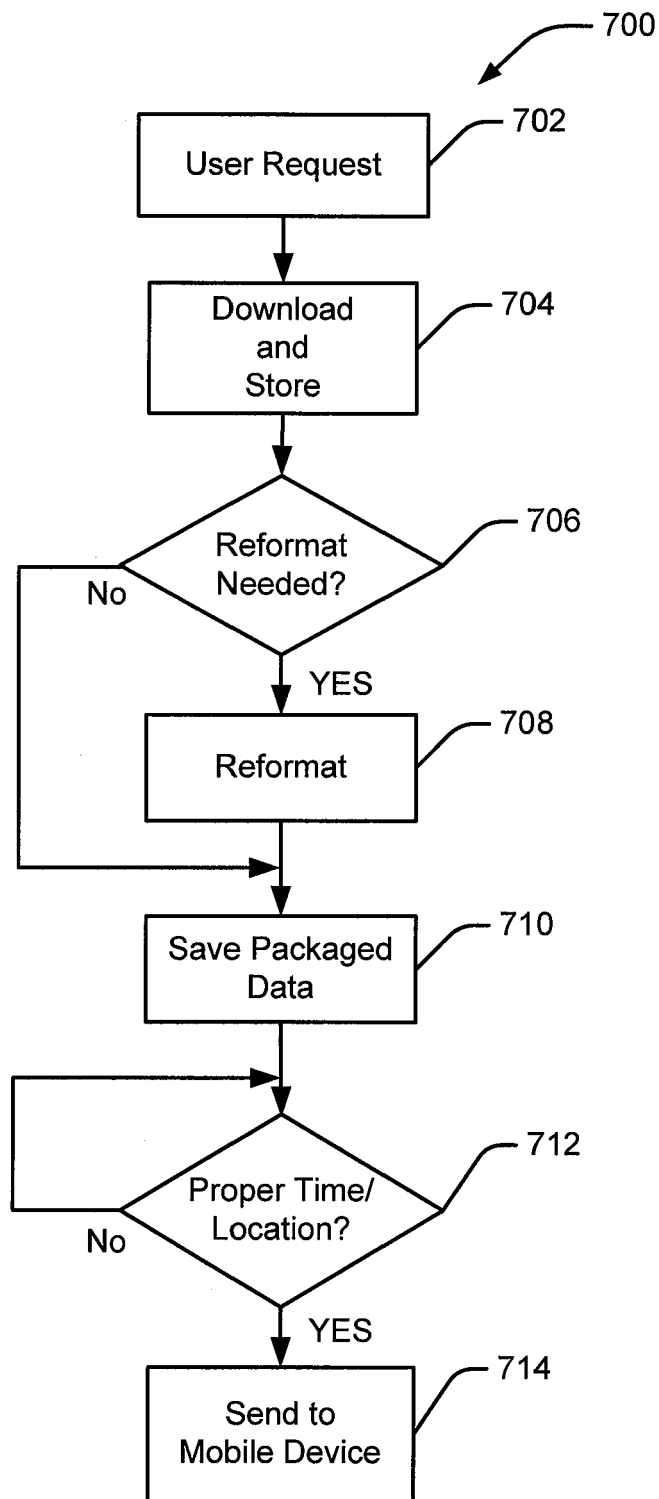 700
User Request
702
Download
and
Store
704
Reformat
Needed?
706
No
YES
Reformat
708
Save Packaged
Data
710
Proper Time/
Location?
712
No
YES
Send to
Mobile Device
714